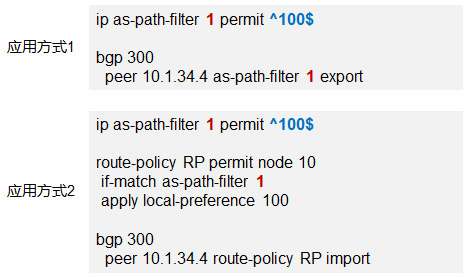 应用方式1
ip as-path-filter 1 permit ^100$
bgp 300
peer 10.1.34.4 as-path-filter 1 export
应用方式2
ip as-path-filter 1 permit ^100$
route-policy RP permit node 10
if-match as-path-filter 1
apply local-preference 100
bgp 300
peer 10.1.34.4 route-policy RP import